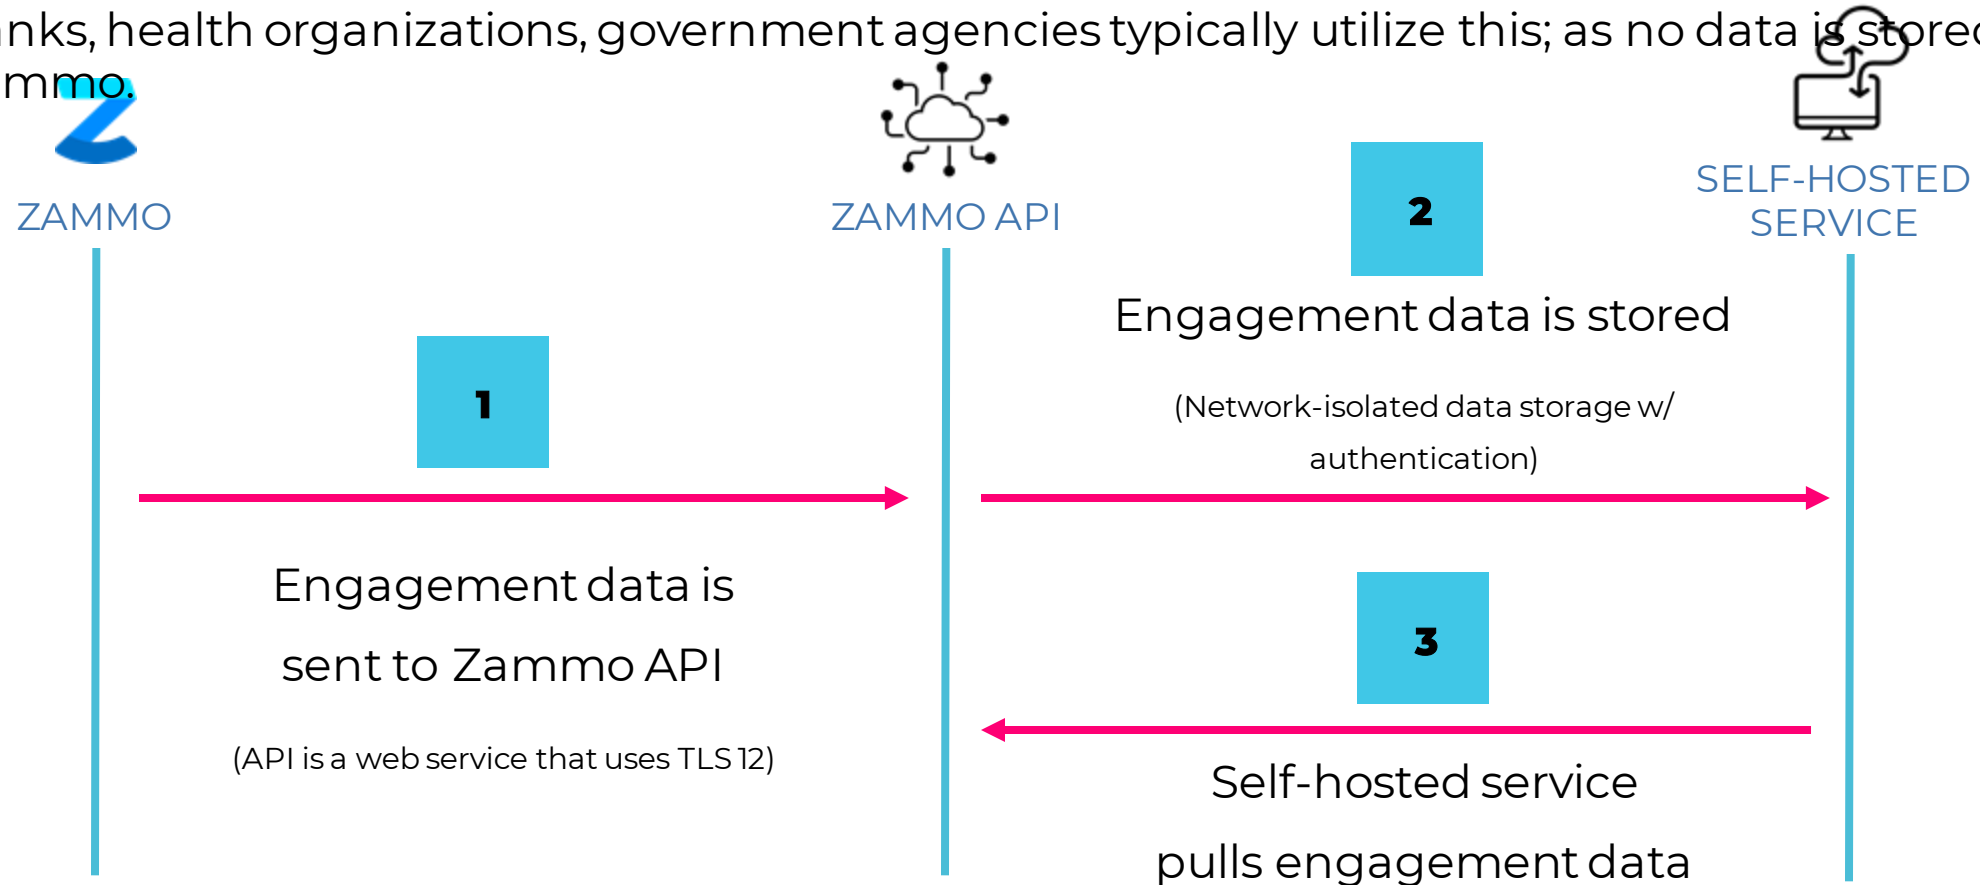 anks, health organizations, government agencies typically utilize this; as no data is stored
mmo.
ZAMMO
ZAMMO API
SELF-HOSTED
SERVICE
2
Engagement data is stored
(Network-isolated data storage w/
authentication)
1
Engagement data is
sent to Zammo API
(API is a web service that uses TLS 12)
3
Self-hosted service
pulls engagement data